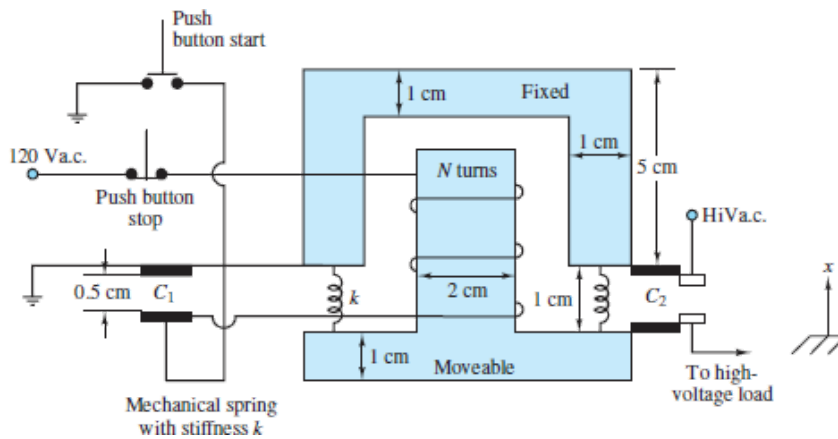 Push
button start
1 cm
Fixed
1 cm
5 cm
120 Va.c.
N turns
Push button
stop
HiVa.c.
0.5 cm
C1
k
2 cm
1 cm
C2
x
1 cm
Moveable
To high-
voltage load
Mechanical spring
with stiffness k